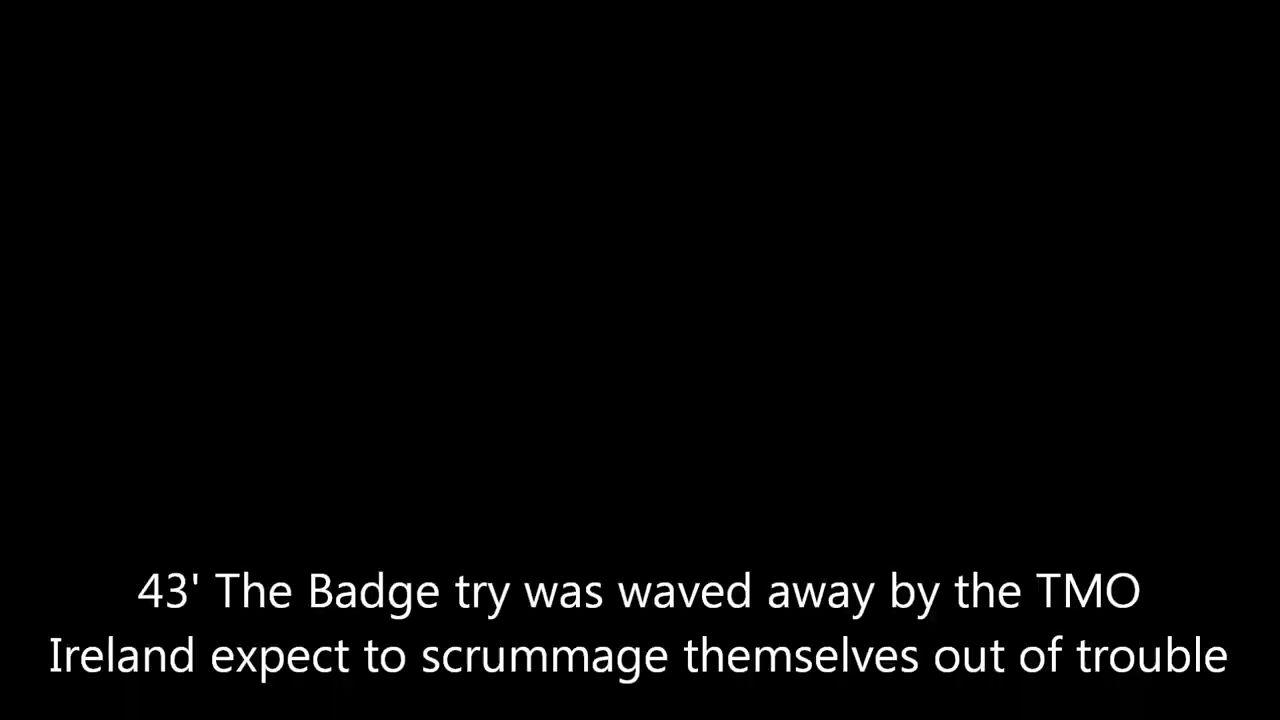 43' The Badge try was waved away by the TMO
Ireland expect to scrummage themselves out of trouble